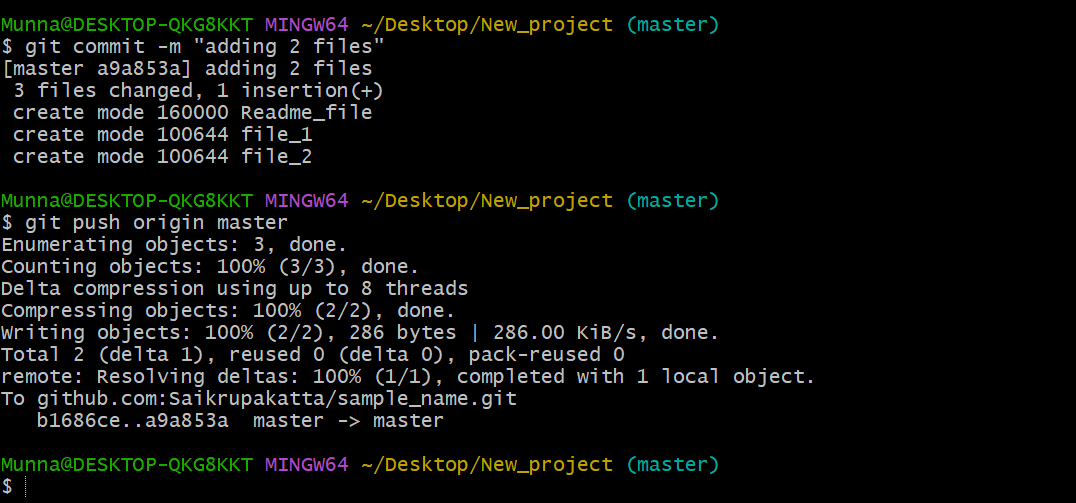 Munna@DESKTOP-QKG8KKT MINGW64 ~/Desktop/New_project (master)
$ git commit -m "adding 2 files"
[master a9a853a] adding 2 files
 3 files changed, 1 insertion(+)
 create mode 160000 Readme_file
 create mode 100644 file_1
 create mode 100644 file_2

Munna@DESKTOP-QKG8KKT MINGW64 ~/Desktop/New_project (master)
$ git push origin master
Enumerating objects: 3, done.
Counting objects: 100% (3/3), done.
Delta compression using up to 8 threads
Compressing objects: 100% (2/2), done.
Writing objects: 100% (2/2), 286 bytes | 286.00 KiB/s, done.
Total 2 (delta 1), reused 0 (delta 0), pack-reused 0
remote: Resolving deltas: 100% (1/1), completed with 1 local object.
To github.com:Saikrupakatta/sample_name.git
   b1686ce..a9a853a  master -> master

Munna@DESKTOP-QKG8KKT MINGW64 ~/Desktop/New_project (master)
$